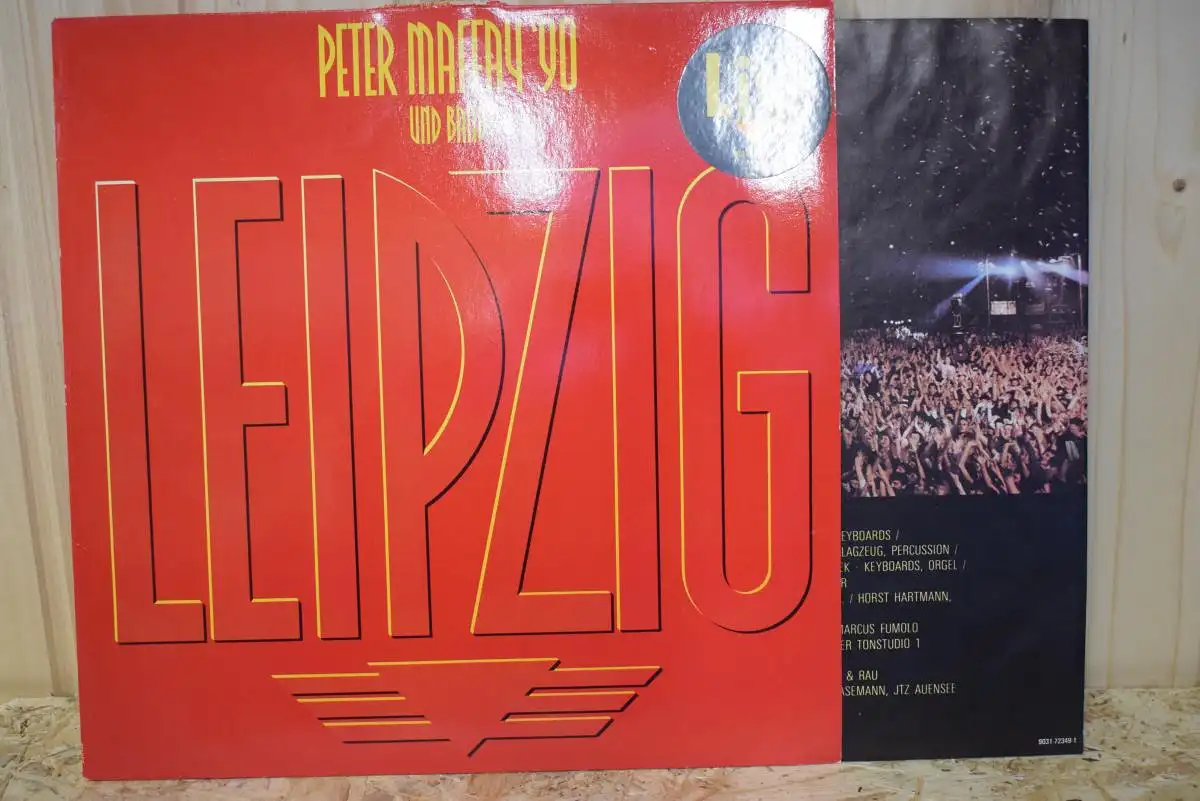 PETER MAFFAY '90
UND
LEIPZIG
EYBOARDS /
LAGZEUG, PERCUSSION /
EK · KEYBOARDS, ORGEL /
R
. / HORST HARTMANN,
MARCUS FUMOLO
ER TONSTUDIO 1
& RAU
ASEMANN, JTZ AUENSEE
9031-72349-1